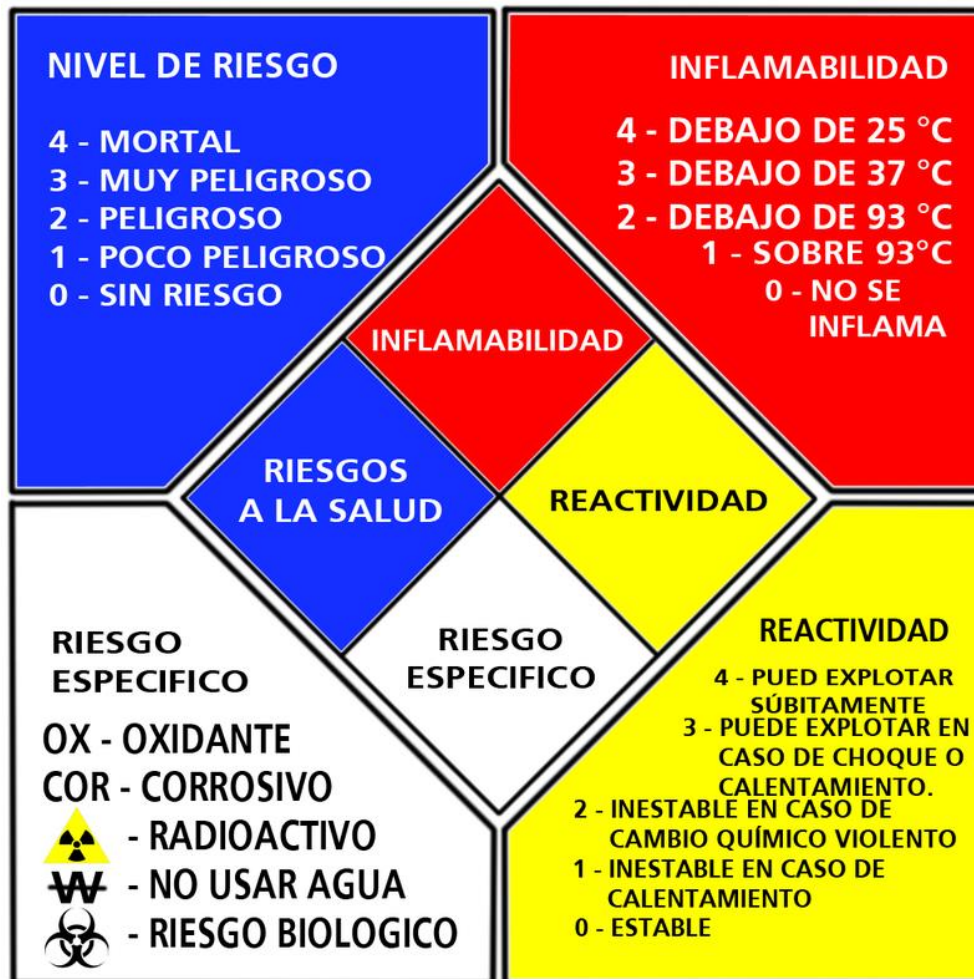 NIVEL DE RIESGO
4 - MORTAL
3 - MUY PELIGROSO
2 - PELIGROSO
1 - POCO PELIGROSO
0 - SIN RIESGO
INFLAMABILIDAD
4 - DEBAJO DE 25 °C
3 - DEBAJO DE 37 °C
2 - DEBAJO DE 93 °C
1 - SOBRE 93°C
0 - NO SE
INFLAMA
INFLAMABILIDAD
RIESGOS
A LA SALUD
REACTIVIDAD
RIESGO
ESPECIFICO
RIESGO
ESPECIFICO
OX - OXIDANTE
COR - CORROSIVO
- RADIOACTIVO
W - NO USAR AGUA
- RIESGO BIOLOGICO
REACTIVIDAD
4 - PUED EXPLOTAR
SÚBITAMENTE
3 - PUEDE EXPLOTAR EN
CASO DE CHOQUE O
CALENTAMIENTO.
2 - INESTABLE EN CASO DE
CAMBIO QUÍMICO VIOLENTO
1 - INESTABLE EN CASO DE
CALENTAMIENTO
0 - ESTABLE